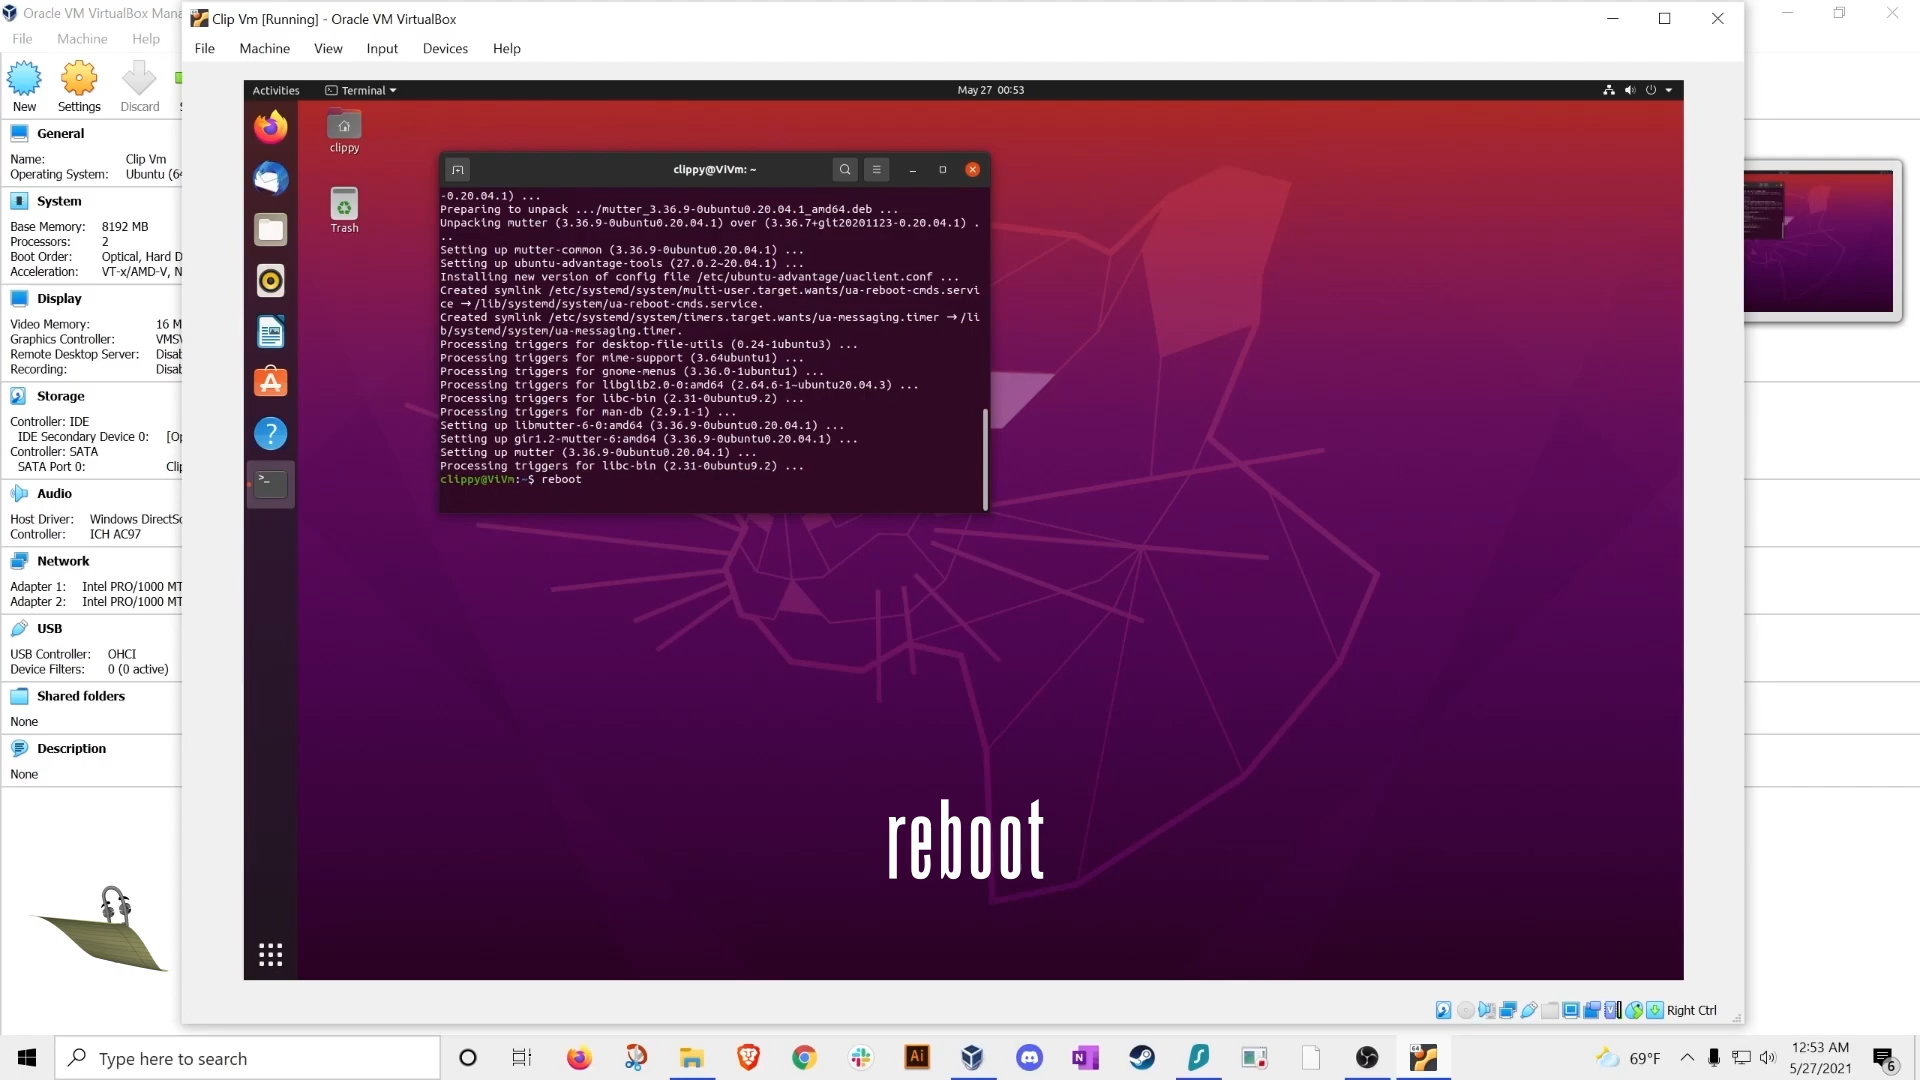 Oracle VM VirtualBox Mana
File Machine Help
New Settings Discard
General
Name: Clip Vm
Operating System: Ubuntu (64
System
Base Memory: 8192 MB
Processors: 2
Boot Order: Optical, Hard D
Acceleration: VT-x/AMD-V, N
Display
Video Memory: 16 M
Graphics Controller: VMSV
Remote Desktop Server: Disab
Recording: Disab
Storage
Controller: IDE
IDE Secondary Device 0: [Op
Controller: SATA
SATA Port 0: Clip
Audio
Host Driver: Windows DirectSo
Controller: ICH AC97
Network
Adapter 1: Intel PRO/1000 MT
Adapter 2: Intel PRO/1000 MT
USB
USB Controller: OHCI
Device Filters: 0 (0 active)
Shared folders
None
Description
None
Clip Vm [Running] - Oracle VM VirtualBox
File Machine View Input Devices Help
Activities Terminal May 27 00:53
clippy
Trash
clippy@ViVm: ~
-0.20.04.1) ...
Preparing to unpack .../mutter_3.36.9-0ubuntu0.20.04.1_amd64.deb ...
Unpacking mutter (3.36.9-0ubuntu0.20.04.1) over (3.36.7+git20201123-0.20.04.1) .
..
Setting up mutter-common (3.36.9-0ubuntu0.20.04.1) ...
Setting up ubuntu-advantage-tools (27.0.2~20.04.1) ...
Installing new version of config file /etc/ubuntu-advantage/uaclient.conf ...
Created symlink /etc/systemd/system/multi-user.target.wants/ua-reboot-cmds.servi
ce → /lib/systemd/system/ua-reboot-cmds.service.
Created symlink /etc/systemd/system/timers.target.wants/ua-messaging.timer → /li
b/systemd/system/ua-messaging.timer.
Processing triggers for desktop-file-utils (0.24-1ubuntu3) ...
Processing triggers for mime-support (3.64ubuntu1) ...
Processing triggers for gnome-menus (3.36.0-1ubuntu1) ...
Processing triggers for libglib2.0-0:amd64 (2.64.6-1~ubuntu20.04.3) ...
Processing triggers for libc-bin (2.31-0ubuntu9.2) ...
Processing triggers for man-db (2.9.1-1) ...
Setting up libmutter-6-0:amd64 (3.36.9-0ubuntu0.20.04.1) ...
Setting up gir1.2-mutter-6:amd64 (3.36.9-0ubuntu0.20.04.1) ...
Setting up mutter (3.36.9-0ubuntu0.20.04.1) ...
Processing triggers for libc-bin (2.31-0ubuntu9.2) ...
clippy@ViVm:~$ reboot
reboot
Right Ctrl
Type here to search
Ai
69°F
12:53 AM
5/27/2021
6